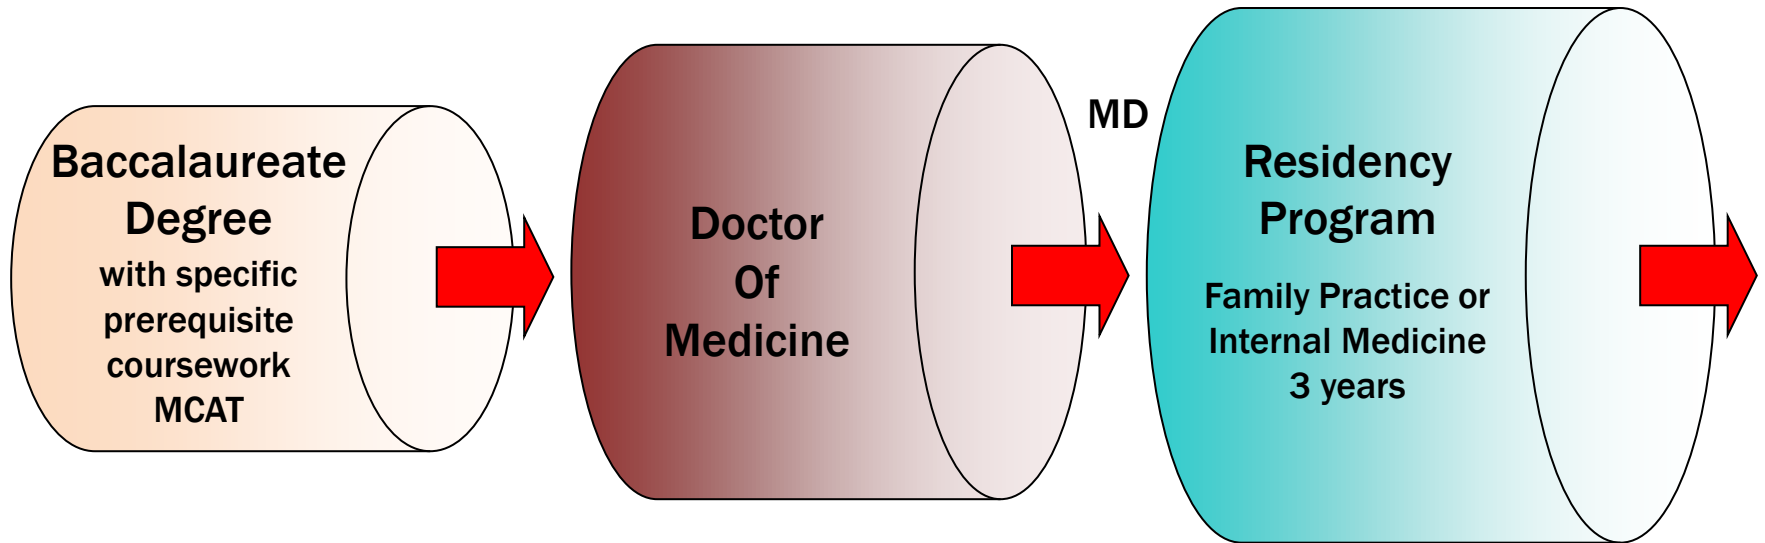 Baccalaureate
Degree
with specific
prerequisite
coursework
MCAT
Doctor
Of
Medicine
MD
Residency
Program
Family Practice or
Internal Medicine
3 years